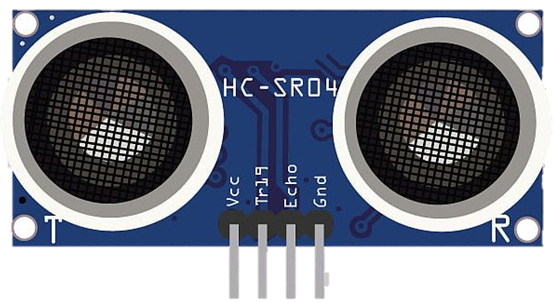 HC-SR04
Vcc
Trig
Echo
Gnd
T
R